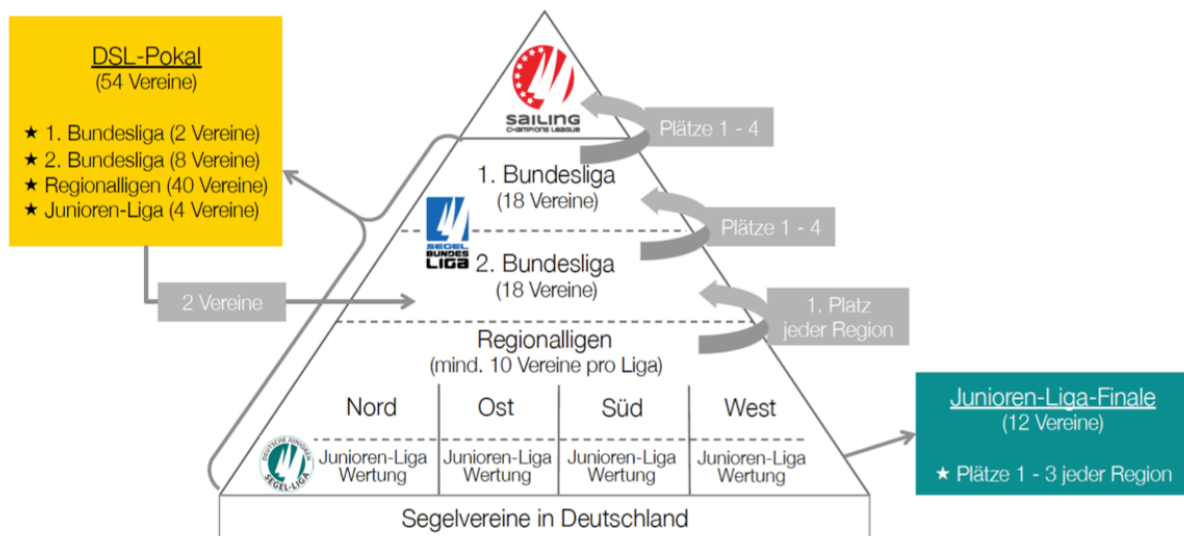 DSL-Pokal
(54 Vereine)
★ 1. Bundesliga (2 Vereine)
★ 2. Bundesliga (8 Vereine)
★ Regionalligen (40 Vereine)
★ Junioren-Liga (4 Vereine)
2 Vereine
SAILING
CHAMPIONS LEAGUE
Plätze 1 - 4
1. Bundesliga
(18 Vereine)
SEGEL
BUNDES
LIGA
Plätze 1 - 4
2. Bundesliga
(18 Vereine)
1. Platz
jeder Region
Regionalligen
(mind. 10 Vereine pro Liga)
Nord
Ost
Süd
West
DEUTSCHE JUNIOREN
SEGEL-LIGA
Junioren-Liga
Wertung
Junioren-Liga
Wertung
Junioren-Liga
Wertung
Junioren-Liga
Wertung
Segelvereine in Deutschland
Junioren-Liga-Finale
(12 Vereine)
★ Plätze 1 - 3 jeder Region